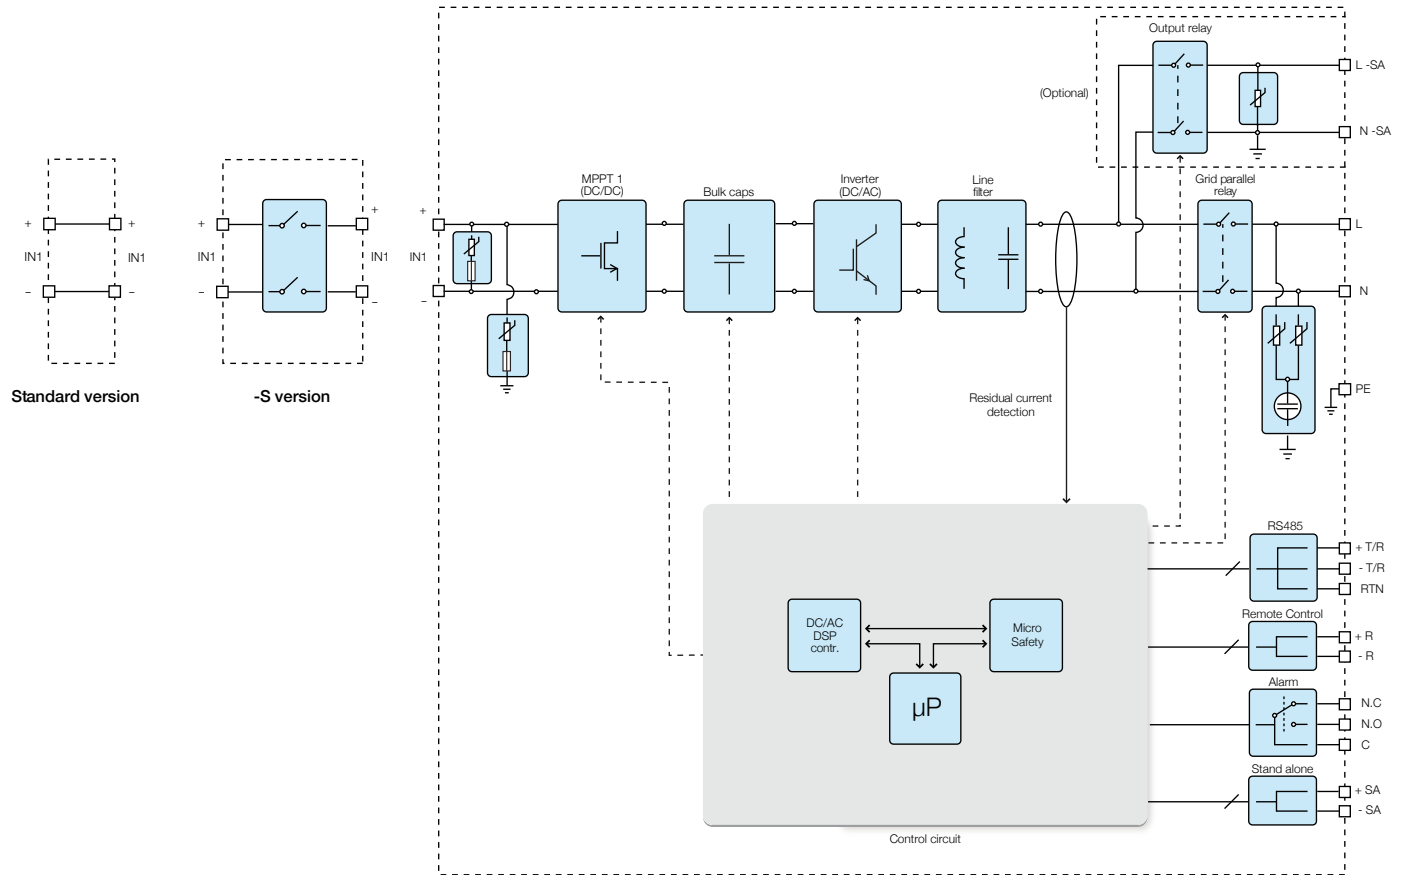 Output relay
L -SA
(Optional)
N -SA
MPPT 1
(DC/DC)
Bulk caps
Inverter
(DC/AC)
Line
filter
Grid parallel
relay
+
+
+
+
+
L
IN1
IN1
IN1
IN1
IN1
–
–
–
–
–
N
Standard version
-S version
Residual current
detection
PE
RS485
+ T/R
- T/R
RTN
Remote Control
+ R
- R
DC/AC
DSP
contr.
Micro
Safety
µP
Alarm
N.C
N.O
C
Stand alone
+ SA
- SA
Control circuit